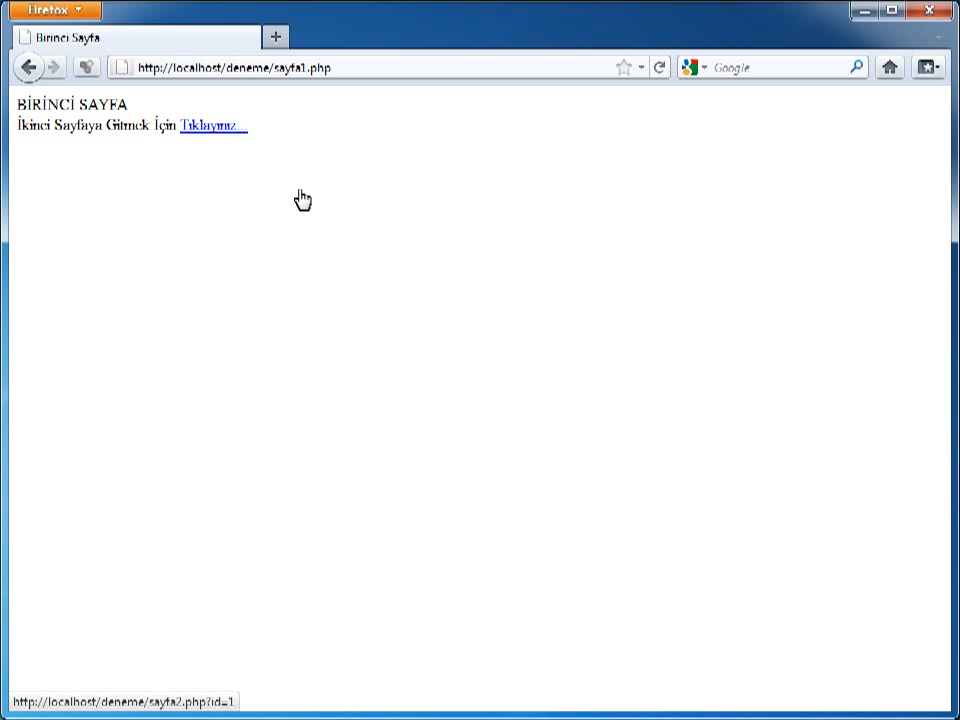 Firefox
Birinci Sayfa
http://localhost/deneme/sayfa1.php
Google
BİRİNCİ SAYFA
İkinci Sayfaya Gitmek İçin Tıklayınız...
http://localhost/deneme/sayfa2.php?id=1